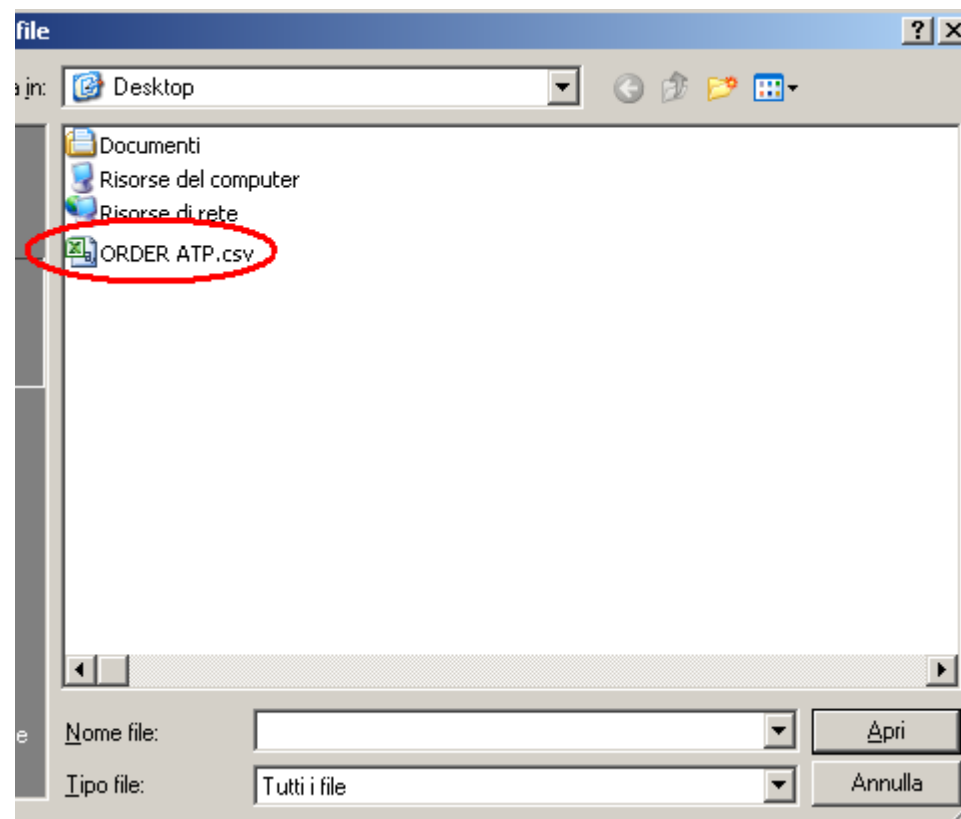 file
a in:
Desktop
Documenti
Risorse del computer
Risorse di rete
ORDER ATP.csv
e
Nome file:
Apri
Tipo file:
Tutti i file
Annulla